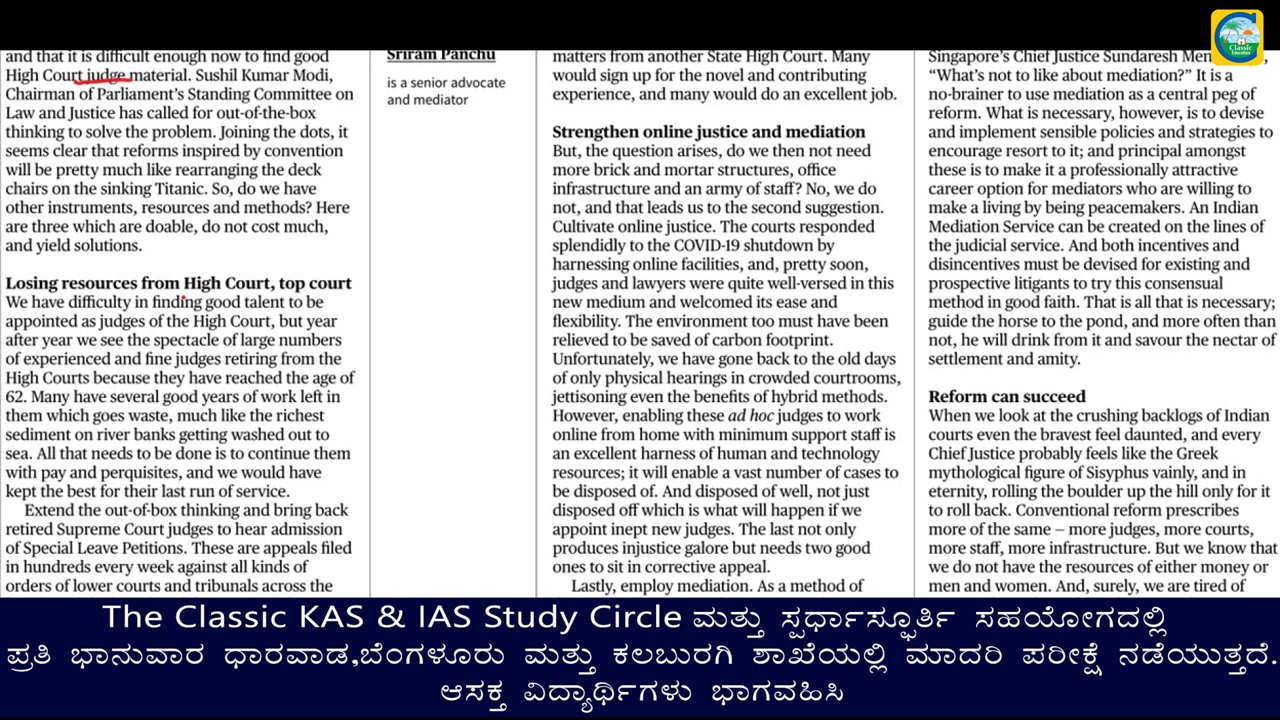 and that it is difficult enough now to find good
High Court judge material. Sushil Kumar Modi,
Chairman of Parliament's Standing Committee on
Law and Justice has called for out-of-the-box
thinking to solve the problem. Joining the dots, it
seems clear that reforms inspired by convention
will be pretty much like rearranging the deck
chairs on the sinking Titanic. So, do we have
other instruments, resources and methods? Here
are three which are doable, do not cost much,
and yield solutions.
Losing resources from High Court, top court
We have difficulty in finding good talent to be
appointed as judges of the High Court, but year
after year we see the spectacle of large numbers
of experienced and fine judges retiring from the
High Courts because they have reached the age of
62. Many have several good years of work left in
them which goes waste, much like the richest
sediment on river banks getting washed out to
sea. All that needs to be done is to continue them
with pay and perquisites, and we would have
kept the best for their last run of service.
Extend the out-of-box thinking and bring back
retired Supreme Court judges to hear admission
of Special Leave Petitions. These are appeals filed
in hundreds every week against all kinds of
orders of lower courts and tribunals across the
Sriram Panchu
is a senior advocate
and mediator
matters from another State High Court. Many
would sign up for the novel and contributing
experience, and many would do an excellent job.
Strengthen online justice and mediation
But, the question arises, do we then not need
more brick and mortar structures, office
infrastructure and an army of staff? No, we do
not, and that leads us to the second suggestion.
Cultivate online justice. The courts responded
splendidly to the COVID-19 shutdown by
harnessing online facilities, and, pretty soon,
judges and lawyers were quite well-versed in this
new medium and welcomed its ease and
flexibility. The environment too must have been
relieved to be saved of carbon footprint.
Unfortunately, we have gone back to the old days
of only physical hearings in crowded courtrooms,
jettisoning even the benefits of hybrid methods.
However, enabling these ad hoc judges to work
online from home with minimum support staff is
an excellent harness of human and technology
resources; it will enable a vast number of cases to
be disposed of. And disposed of well, not just
disposed off which is what will happen if we
appoint inept new judges. The last not only
produces injustice galore but needs two good
ones to sit in corrective appeal.
Lastly, employ mediation. As a method of
Singapore's Chief Justice Sundaresh
"What's not to like about mediation?" It is a
no-brainer to use mediation as a central peg of
reform. What is necessary, however, is to devise
and implement sensible policies and strategies to
encourage resort to it; and principal amongst
these is to make it a professionally attractive
career option for mediators who are willing to
make a living by being peacemakers. An Indian
Mediation Service can be created on the lines of
the judicial service. And both incentives and
disincentives must be devised for existing and
prospective litigants to try this consensual
method in good faith. That is all that is necessary;
guide the horse to the pond, and more often than
not, he will drink from it and savour the nectar of
settlement and amity.
Reform can succeed
When we look at the crushing backlogs of Indian
courts even the bravest feel daunted, and every
Chief Justice probably feels like the Greek
mythological figure of Sisyphus vainly, and in
eternity, rolling the boulder up the hill only for it
to roll back. Conventional reform prescribes
more of the same – more judges, more courts,
more staff, more infrastructure. But we know that
we do not have the resources of either money or
men and women. And, surely, we are tired of
Classic
Education
The Classic KAS & IAS Study Circle ಮತ್ತು ಸ್ಪರ್ಧಾಸ್ಫೂರ್ತಿ ಸಹಯೋಗದಲ್ಲಿ
ಪ್ರತಿ ಭಾನುವಾರ ಧಾರವಾಡ,ಬೆಂಗಳೂರು ಮತ್ತು ಕಲಬುರಗಿ ಶಾಖೆಯಲ್ಲಿ ಮಾದರಿ ಪರೀಕ್ಷೆ ನಡೆಯುತ್ತದೆ.
ಆಸಕ್ತ ವಿದ್ಯಾರ್ಥಿಗಳು ಭಾಗವಹಿಸಿ